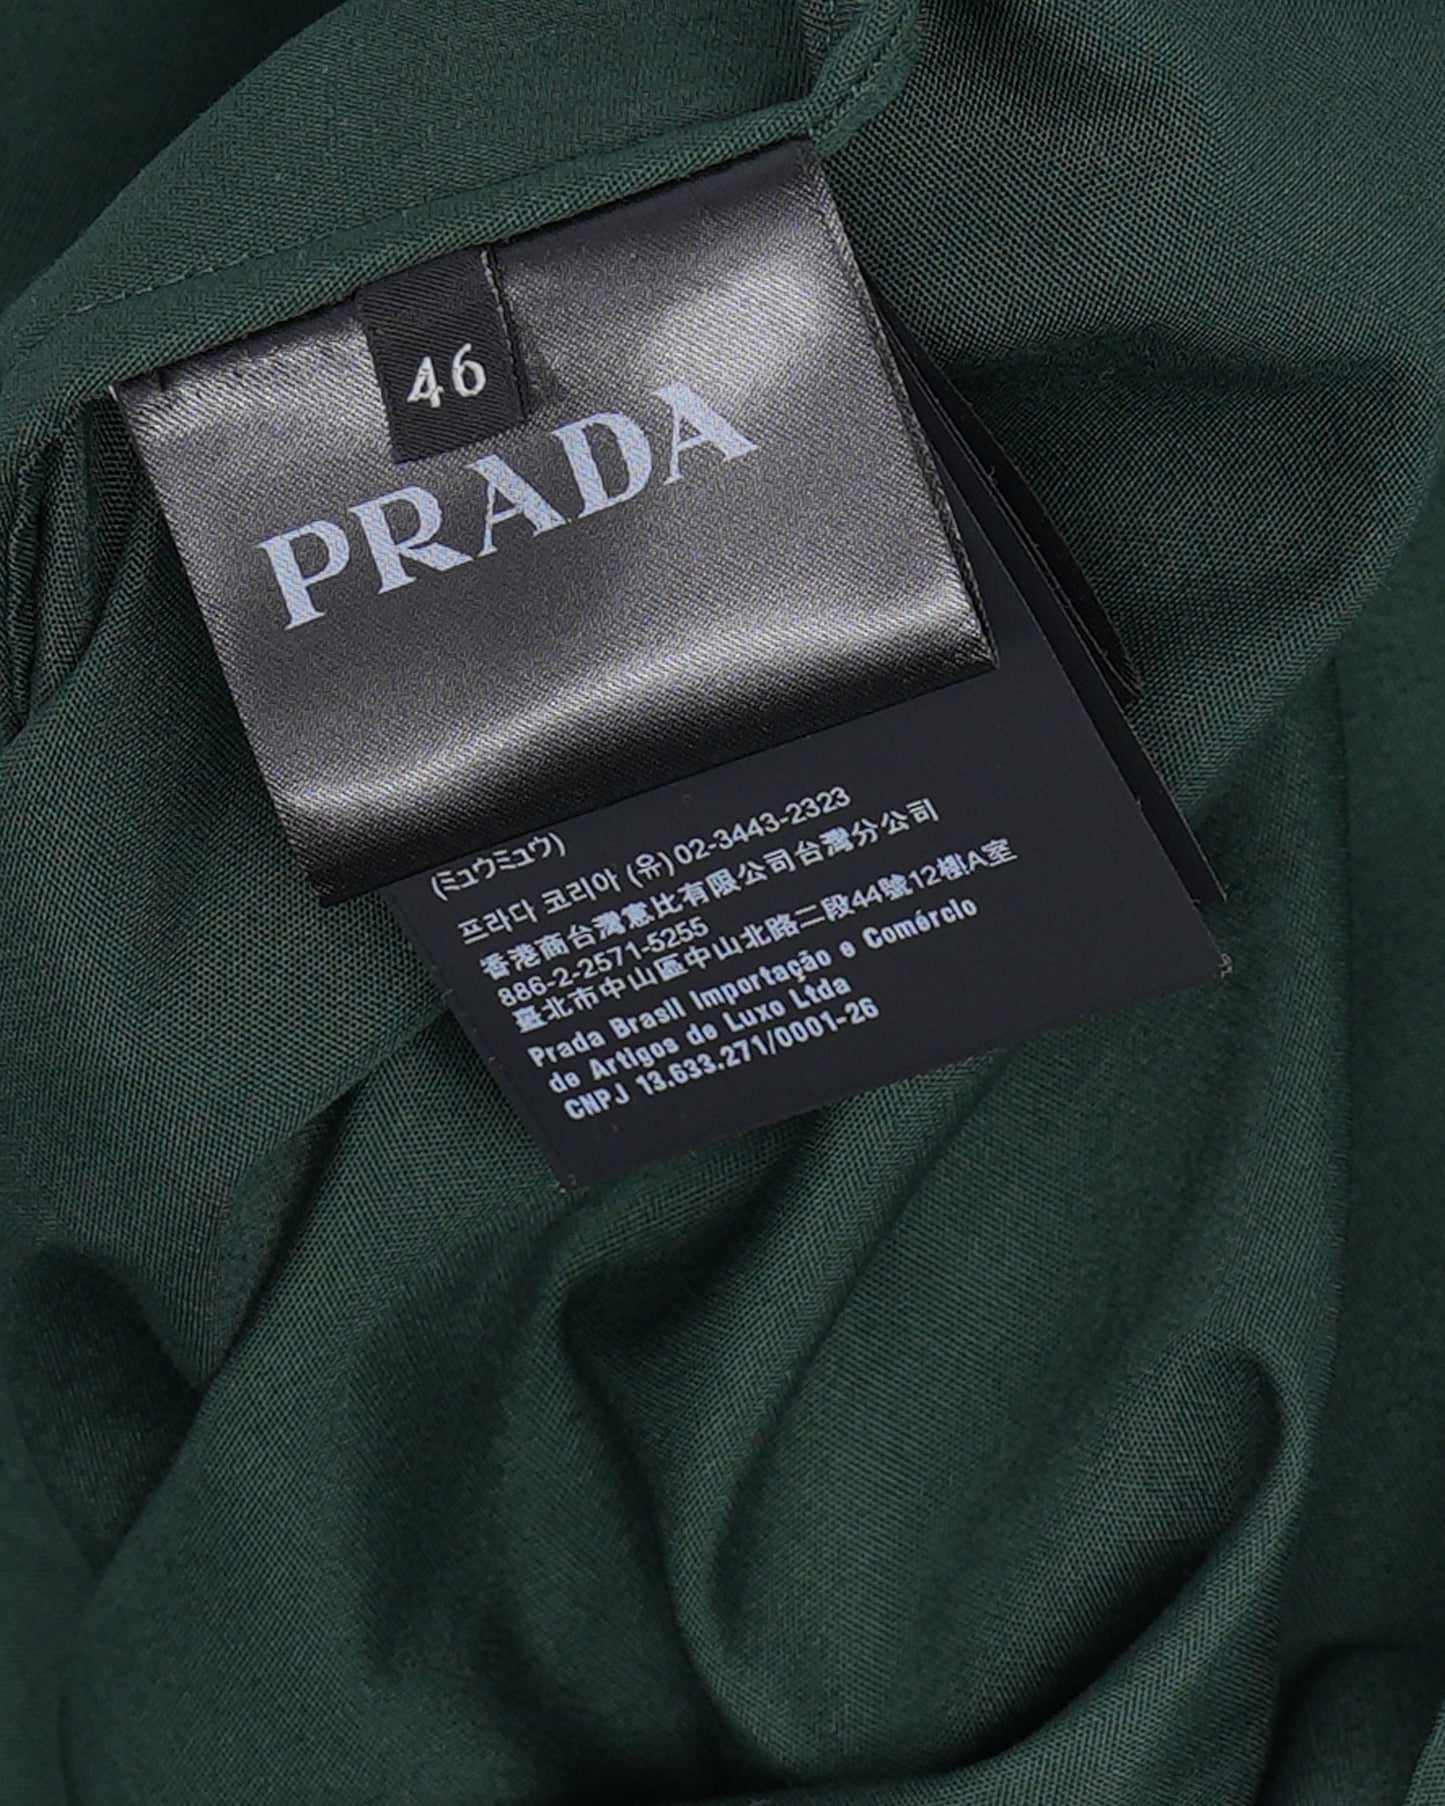 46
PRADA
(ミュウミュウ)
프라다 코리아 (유) 02-3443-2323
香港商台灣憲比有限公司台灣分公司
886-2-2571-5255
臺北市中山區中山北路二段44號12樓A室
Prada Brasil Importação e Comércio
de Artigos de Luxo Ltda
CNPJ 13.633.271/0001-26